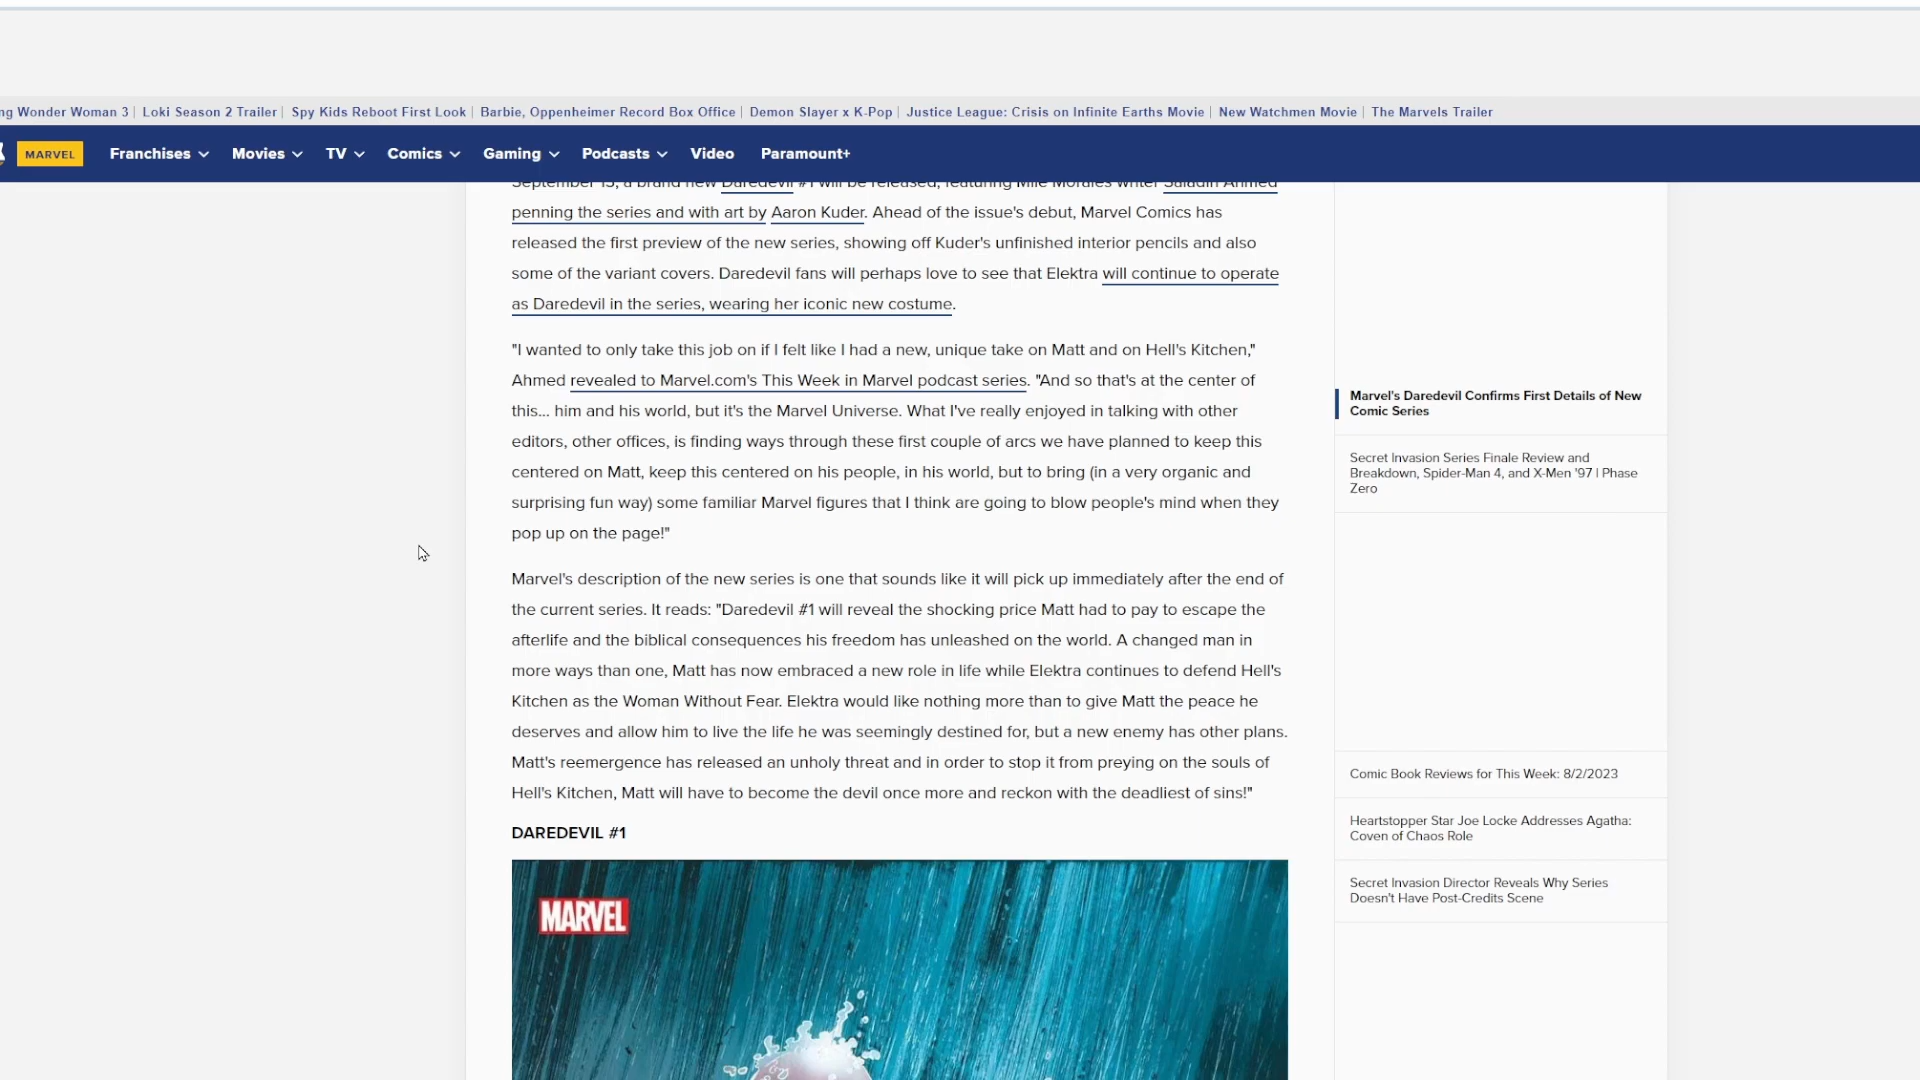 ng Wonder Woman 3 | Loki Season 2 Trailer | Spy Kids Reboot First Look | Barbie, Oppenheimer Record Box Office | Demon Slayer x K-Pop | Justice League: Crisis on Infinite Earths Movie | New Watchmen Movie | The Marvels Trailer
MARVEL Franchises Movies TV Comics Gaming Podcasts Video Paramount+
September 13, a brand new Daredevil #1 will be released, featuring Mile Morales writer Saladin Ahmed
penning the series and with art by Aaron Kuder. Ahead of the issue's debut, Marvel Comics has
released the first preview of the new series, showing off Kuder's unfinished interior pencils and also
some of the variant covers. Daredevil fans will perhaps love to see that Elektra will continue to operate
as Daredevil in the series, wearing her iconic new costume.
"I wanted to only take this job on if I felt like I had a new, unique take on Matt and on Hell's Kitchen,"
Ahmed revealed to Marvel.com's This Week in Marvel podcast series. "And so that's at the center of
this... him and his world, but it's the Marvel Universe. What I've really enjoyed in talking with other
editors, other offices, is finding ways through these first couple of arcs we have planned to keep this
centered on Matt, keep this centered on his people, in his world, but to bring (in a very organic and
surprising fun way) some familiar Marvel figures that I think are going to blow people's mind when they
pop up on the page!"
Marvel's description of the new series is one that sounds like it will pick up immediately after the end of
the current series. It reads: "Daredevil #1 will reveal the shocking price Matt had to pay to escape the
afterlife and the biblical consequences his freedom has unleashed on the world. A changed man in
more ways than one, Matt has now embraced a new role in life while Elektra continues to defend Hell's
Kitchen as the Woman Without Fear. Elektra would like nothing more than to give Matt the peace he
deserves and allow him to live the life he was seemingly destined for, but a new enemy has other plans.
Matt's reemergence has released an unholy threat and in order to stop it from preying on the souls of
Hell's Kitchen, Matt will have to become the devil once more and reckon with the deadliest of sins!"
DAREDEVIL #1
MARVEL
Marvel's Daredevil Confirms First Details of New
Comic Series
Secret Invasion Series Finale Review and
Breakdown, Spider-Man 4, and X-Men '97 | Phase
Zero
Comic Book Reviews for This Week: 8/2/2023
Heartstopper Star Joe Locke Addresses Agatha:
Coven of Chaos Role
Secret Invasion Director Reveals Why Series
Doesn't Have Post-Credits Scene